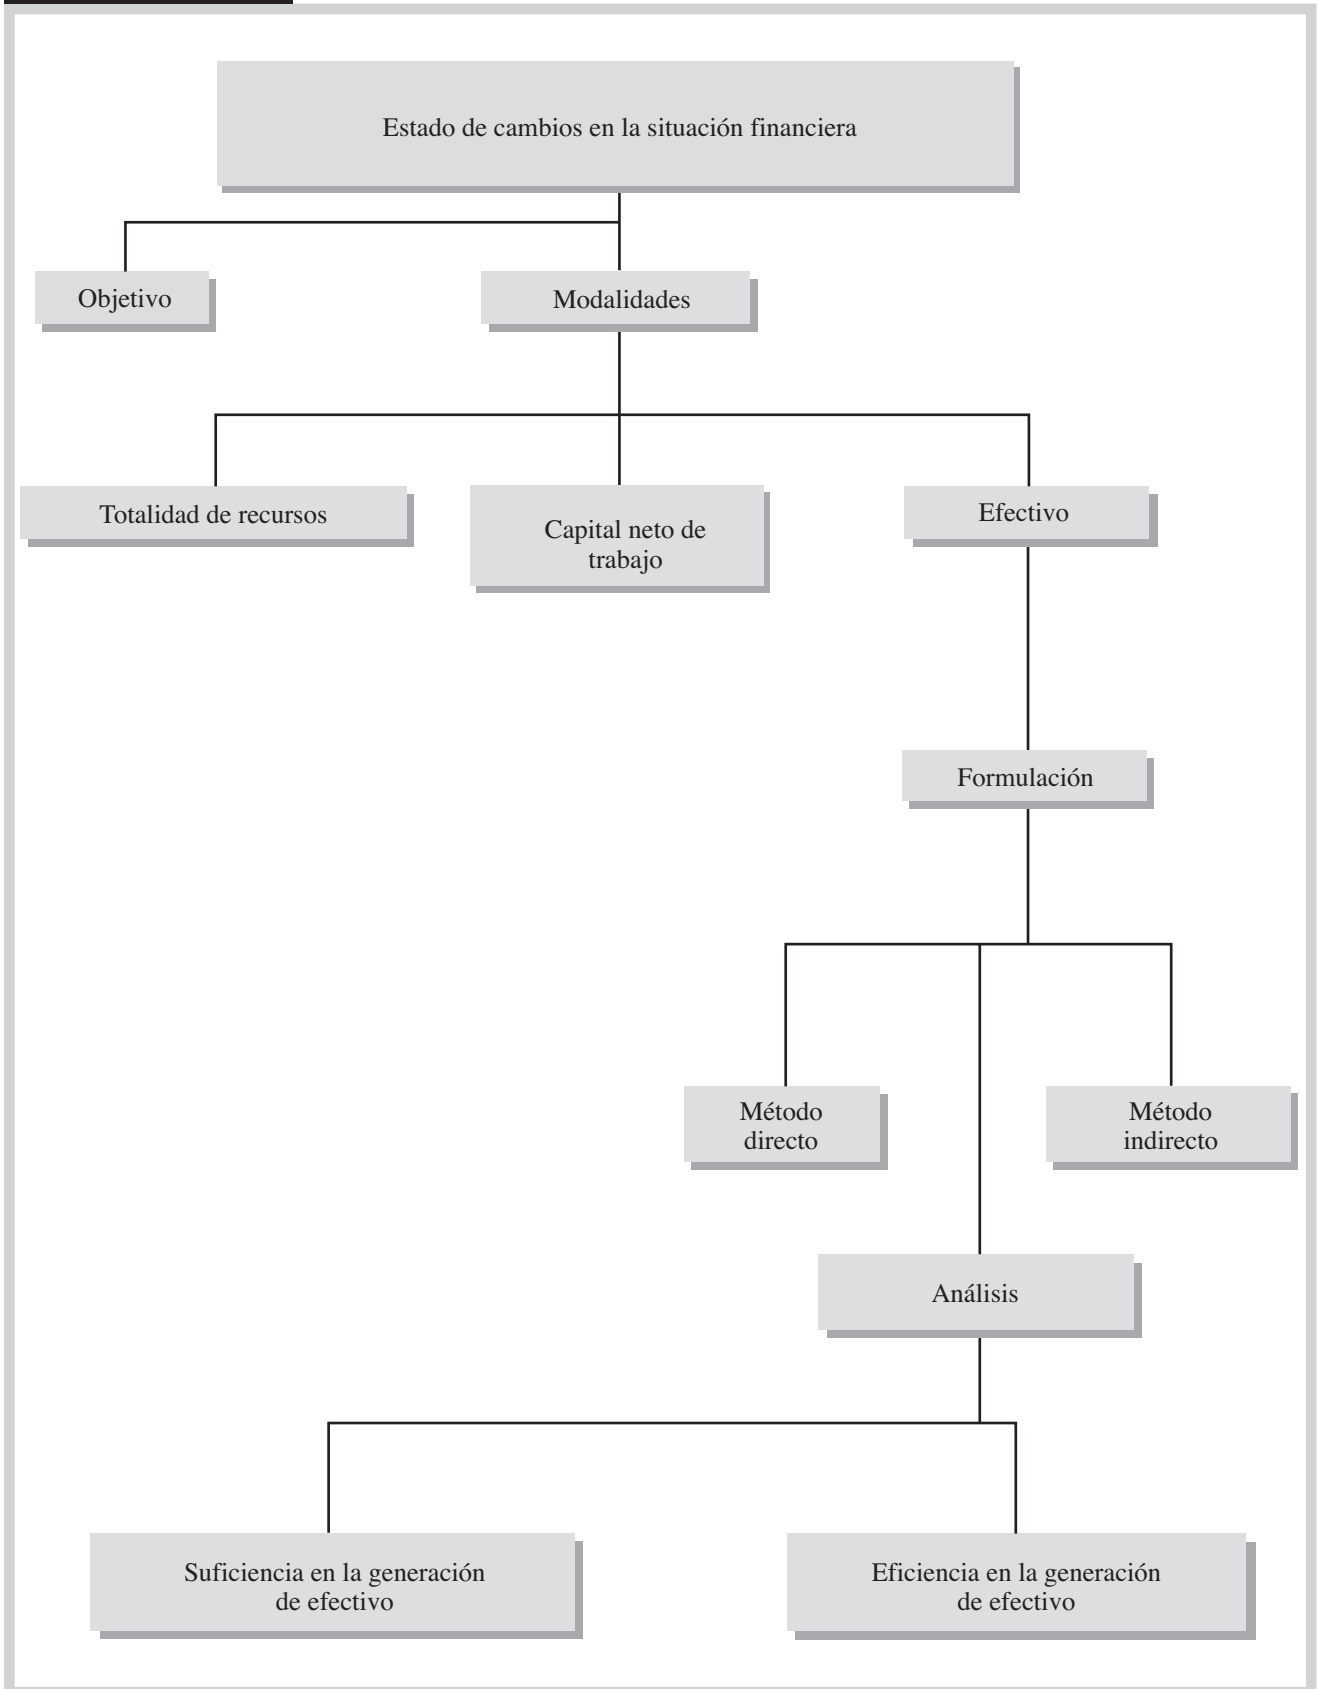 Estado de cambios en la situación financiera
Objetivo
Modalidades
Totalidad de recursos
Capital neto de
trabajo
Efectivo
Formulación
Método
directo
Método
indirecto
Análisis
Suficiencia en la generación
de efectivo
Eficiencia en la generación
de efectivo